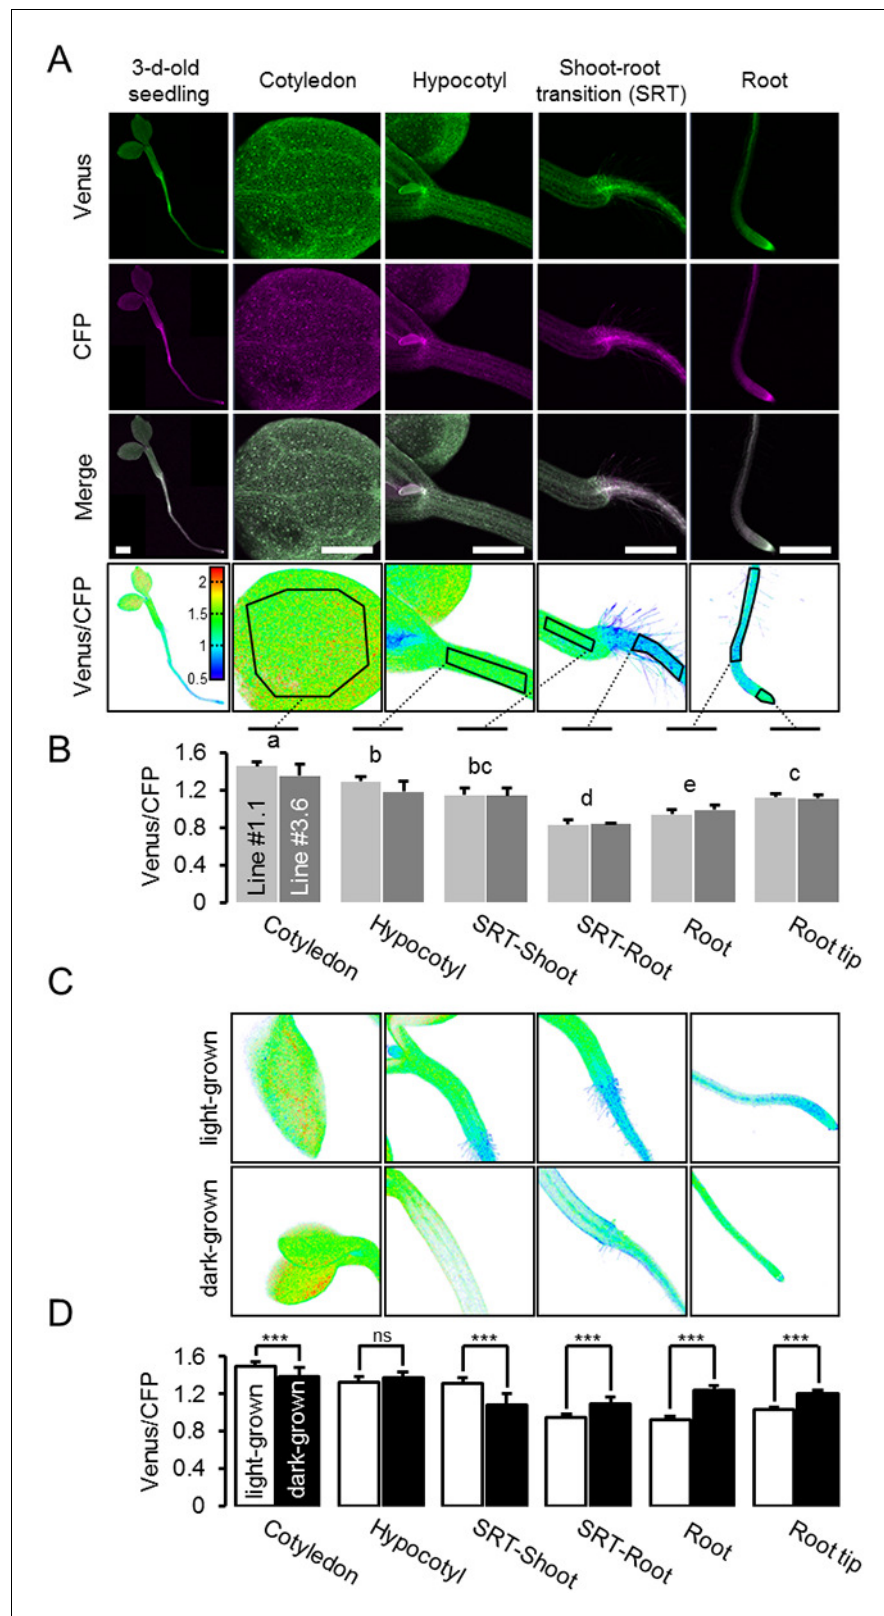 A
3-d-old
seedling
Cotyledon
Hypocotyl
Shoot-root
transition (SRT)
Root
Venus
CFP
Merge
Venus/CFP
2
1.5
1
0.5
B
Venus/CFP
1.6
1.2
0.8
0.4
0
a
b
bc
d
e
c
Line #1.1
Line #3.6
Cotyledon
Hypocotyl
SRT-Shoot
SRT-Root
Root
Root tip
C
light-grown
dark-grown
D
Venus/CFP
1.6
1.2
0.8
0.4
0
***
ns
***
***
***
***
light-grown
dark-grown
Cotyledon
Hypocotyl
SRT-Shoot
SRT-Root
Root
Root tip